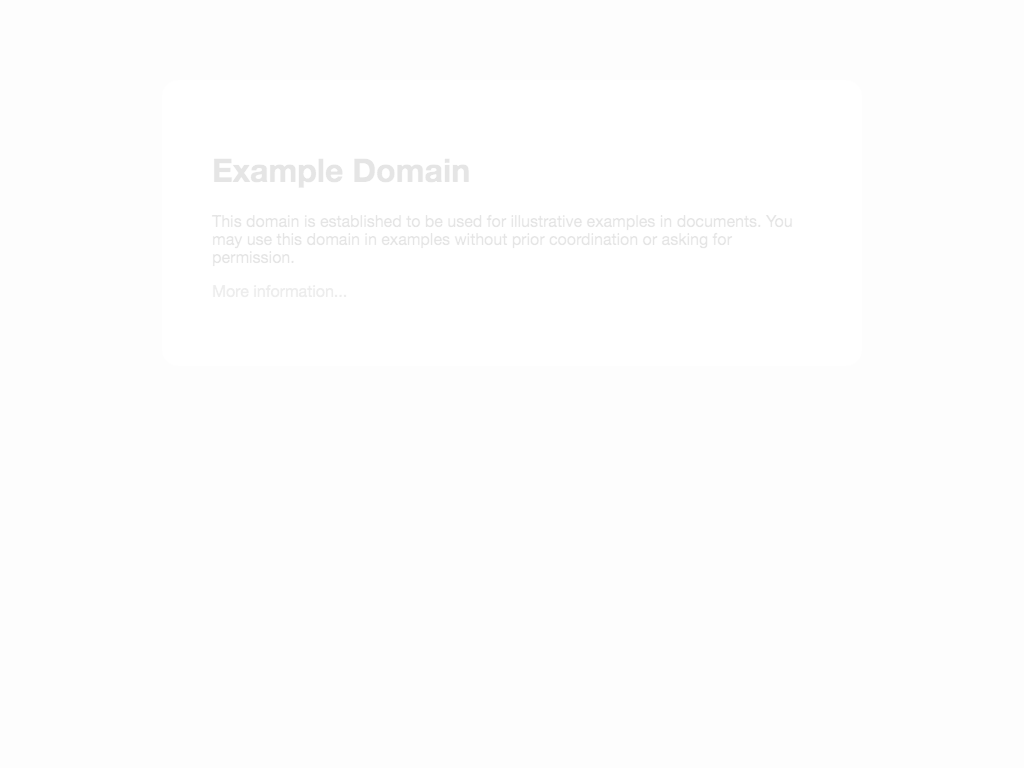 Example Domain
This domain is established to be used for illustrative examples in documents. You
may use this domain in examples without prior coordination or asking for
permission.
More information...